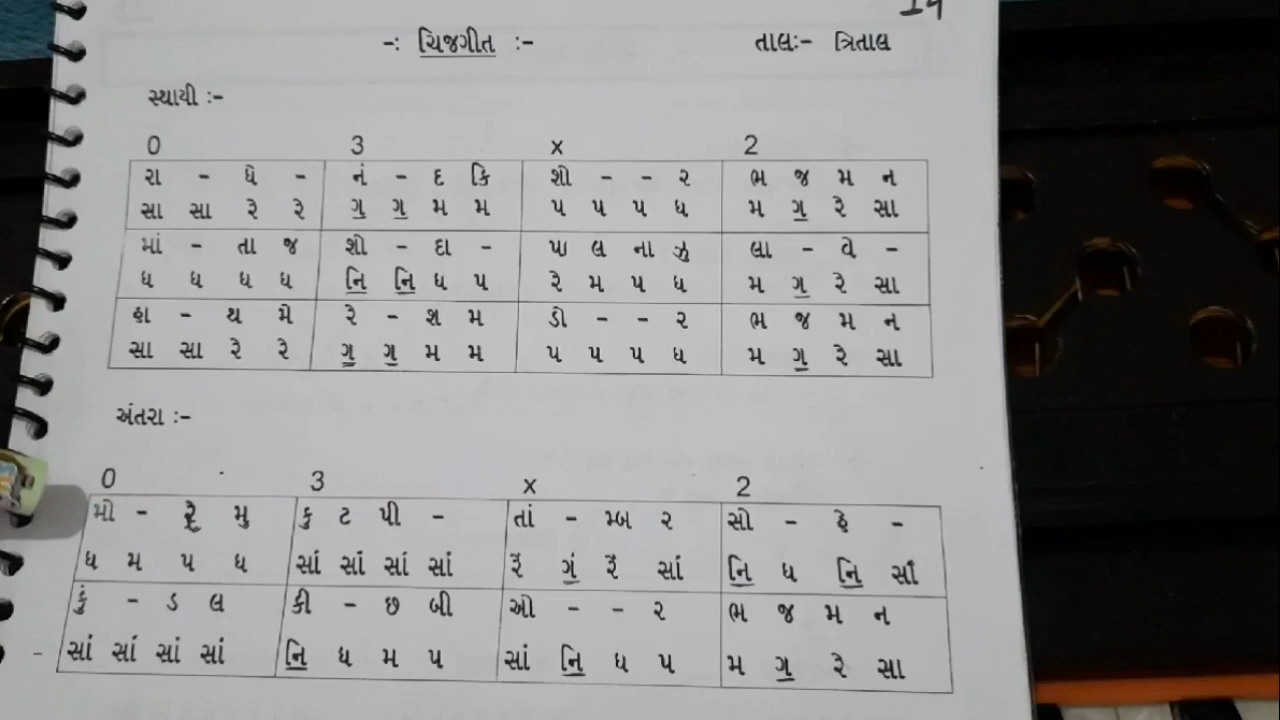 -: ચિજગીત :-
તાલઃ- ત્રિતાલ
સ્થાયી :-
0 3 x 2
રા - ધે - નં - દ કિ શો - - ર ભ જ મ ન
સા સા રે રે ગ॒ ગ॒ મ મ પ પ પ ધ મ ગ॒ રે સા
માં - તા જ શો - દા - પા લ ના ઝુ લા - વે -
ધ ધ ધ ધ નિ॒ નિ॒ ધ પ રે મ પ ધ મ ગ॒ રે સા
હા - થ મે રે - શ મ ડો - - ર ભ જ મ ન
સા સા રે રે ગ॒ ગ॒ મ મ પ પ પ ધ મ ગ॒ રે સા
અંતરા :-
0 3 x 2
મો - રે મુ કુ ટ પી - તાં - મ્બ ર સો - હે -
ધ મ પ ધ સાં સાં સાં સાં રેં ગ॒ં રેં સાં નિ॒ ધ નિ॒ સાં
કું - ડ લ કી - છ બી ઓ - - ર ભ જ મ ન
સાં સાં સાં સાં નિ॒ ધ મ પ સાં નિ॒ ધ પ મ ગ॒ રે સા